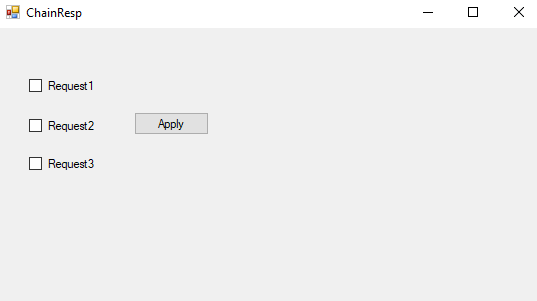 ChainResp
Request1
Request2
Apply
Request3